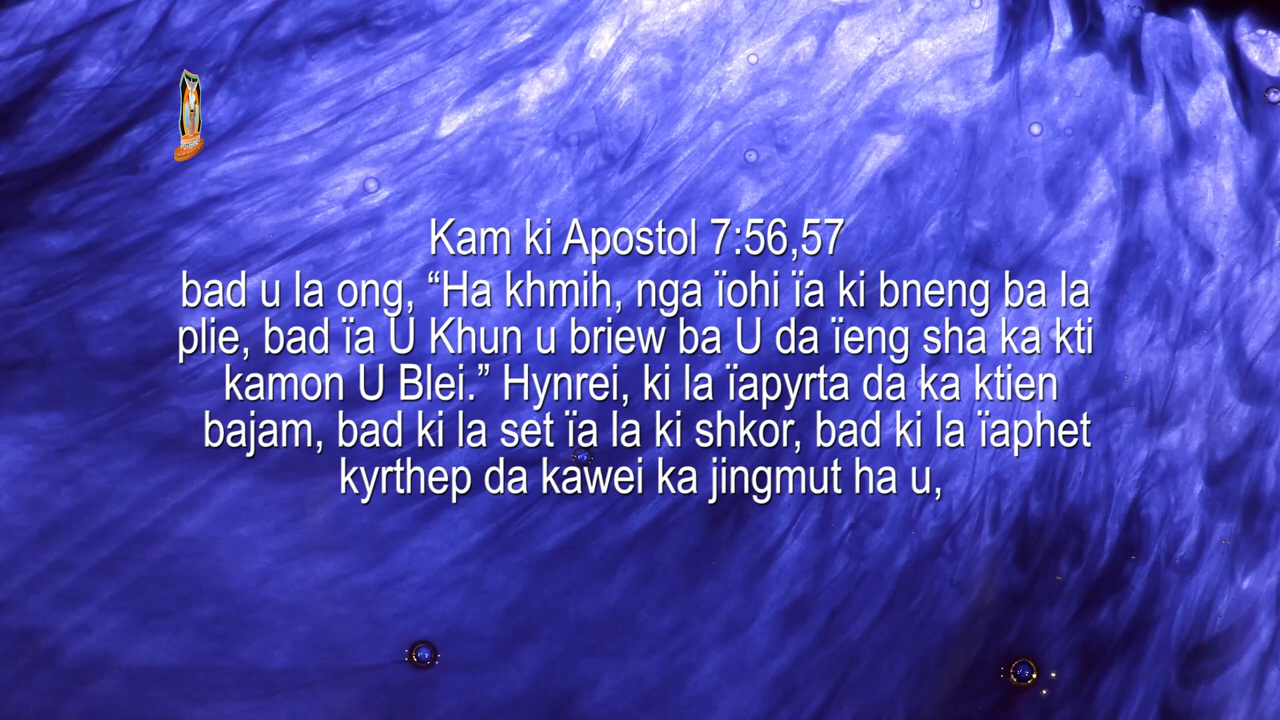 Kam ki Apostol 7:56,57
bad u la ong, “Ha khmih, nga ïohi ïa ki bneng ba la
plie, bad ïa U Khun u briew ba U da ïeng sha ka kti
kamon U Blei.” Hynrei, ki la ïapyrta da ka ktien
bajam, bad ki la set ïa la ki shkor, bad ki la ïaphet
kyrthep da kawei ka jingmut ha u,